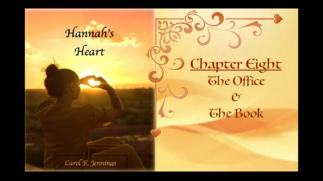 Hannah's
Heart
Carol E. Jennings
Chapter Eight
The Office
&
The Book